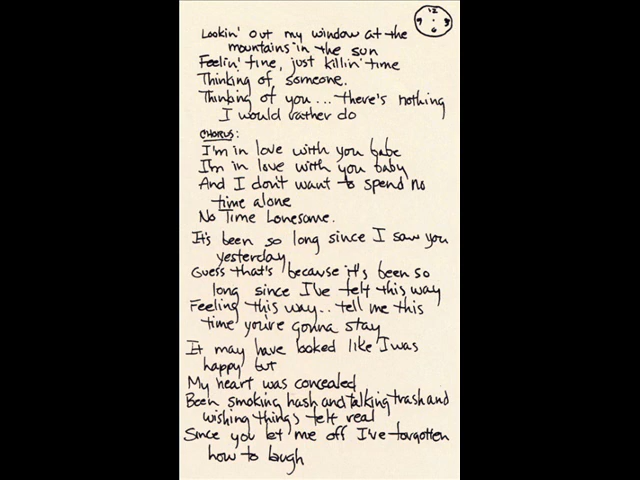 12
9 3
6
Lookin' out my window at the
mountains in the sun
Feelin' fine, just killin' time
Thinking of someone.
Thinking of you... there's nothing
I would rather do
CHORUS:
I'm in love with you babe
I'm in love with you baby
And I don't want to spend no
time alone
No Time Lonesome.
It's been so long since I saw you
yesterday
Guess that's because it's been so
long since I've felt this way
Feeling this way.. tell me this
time you're gonna stay
It may have looked like I was
happy but
My heart was concealed
Been smoking hash and talking trash and
wishing things felt real
Since you let me off I've forgotten
how to laugh